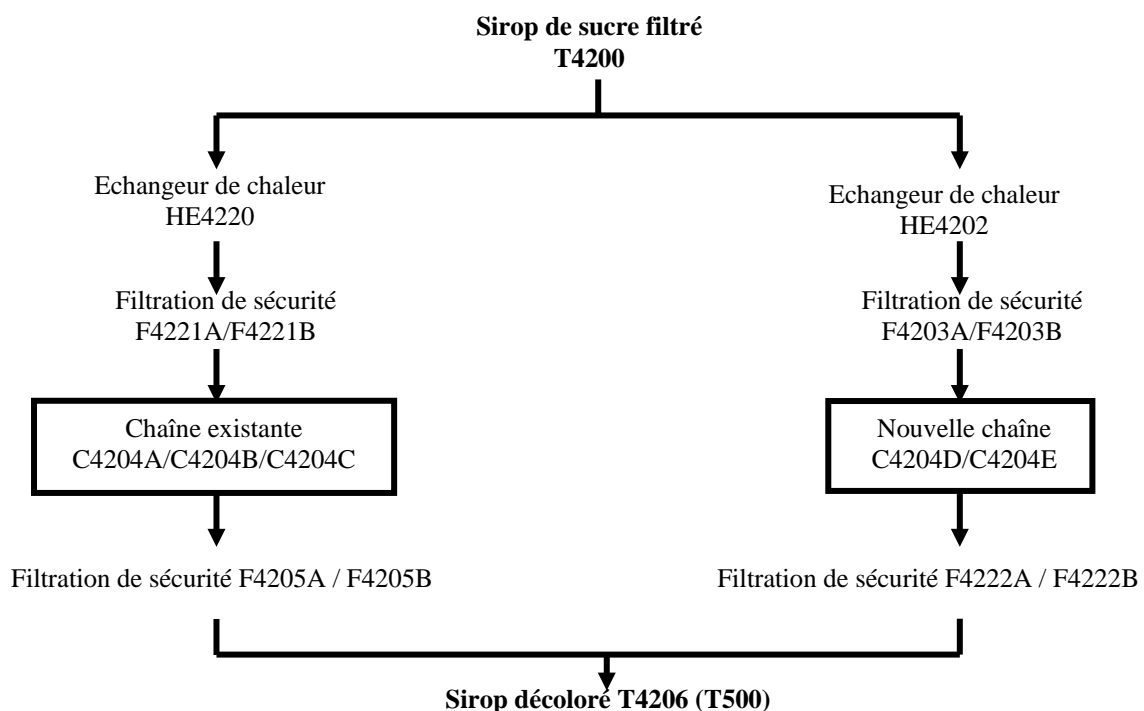 Sirop de sucre filtré
T4200
Echangeur de chaleur
HE4220
Echangeur de chaleur
HE4202
Filtration de sécurité
F4221A/F4221B
Filtration de sécurité
F4203A/F4203B
Chaîne existante
C4204A/C4204B/C4204C
Nouvelle chaîne
C4204D/C4204E
Filtration de sécurité F4205A / F4205B
Filtration de sécurité F4222A / F4222B
Sirop décoloré T4206 (T500)